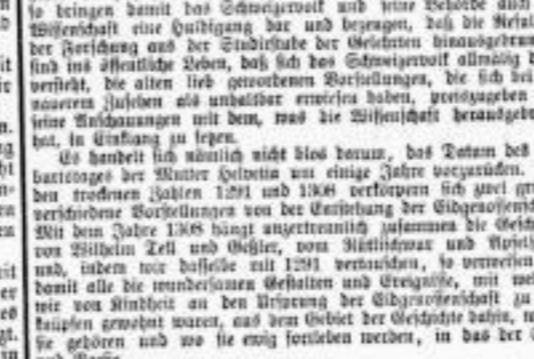 so bringen damit das Schweizervolk und seine Behörde auch
Wissenschaft eine Huldigung dar und bezeugen, daß die Resul
der Forschung aus der Studirstube der Gelehrten hinausgedrun
sind ins öffentliche Leben, daß sich das Schweizervolk allmälig d
versteht, die alten lieb gewordenen Vorstellungen, die sich bei
näuerem Zusehen als unhaltbar erwiesen haben, preiszugeben
seine Anschauungen mit dem, was die Wissenschaft herausgeb
hat, in Einklang zu setzen.
Es handelt sich nämlich nicht blos darum, das Datum des
burtstages der Mutter Helvetia um einige Jahre vorzurücken.
den trockenen Zahlen 1291 und 1308 verkörpern sich zwei gr
verschiedene Vorstellungen von der Entstehung der Eidgenossensch
Mit dem Jahre 1308 hängt unzertrennlich zusammen die Gesch
von Wilhelm Tell und Geßler, vom Rütlischwur und Apfelsch
und, indem wir dasselbe mit 1291 vertauschen, so verweisen
damit alle die wundersamen Gestalten und Ereignisse, mit wel
wir von Kindheit an den Ursprung der Eidgenossenschaft zu
knüpfen gewohnt waren, aus dem Gebiet der Geschichte dahin, w
sie gehören und wo sie ewig fortleben werden, in das der
und Poesie